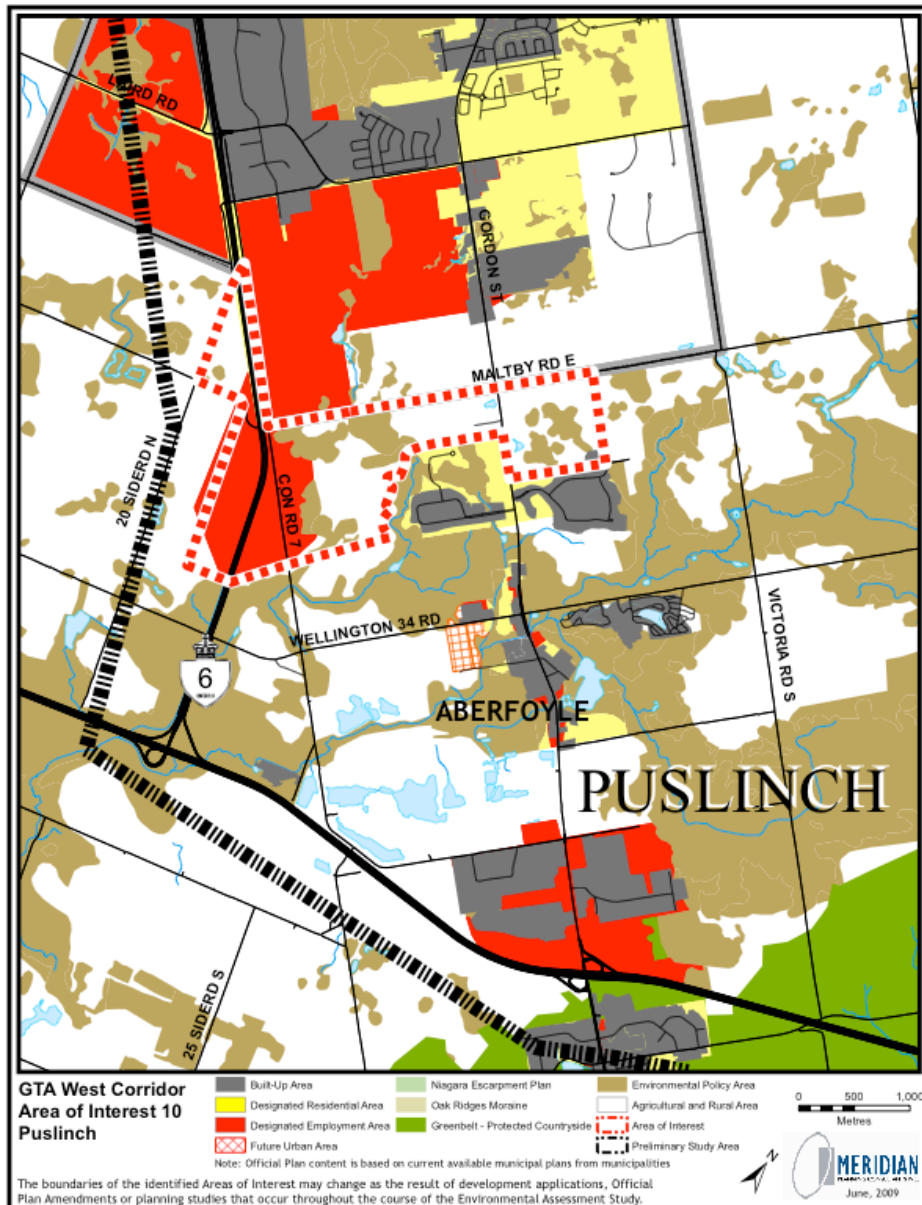 LAIRD RD
GORDON ST
MALTBY RD E
20 SIDERD N
CON RD 7
WELLINGTON 34 RD
VICTORIA RD S
6
ABERFOYLE
PUSLINCH
25 SIDERD S
GTA West Corridor
Area of Interest 10
Puslinch
Built-Up Area
Designated Residential Area
Designated Employment Area
Future Urban Area
Niagara Escarpment Plan
Oak Ridges Moraine
Greenbelt - Protected Countryside
Environmental Policy Area
Agricultural and Rural Area
Area of Interest
Preliminary Study Area
0 500 1,000
Metres
Note: Official Plan content is based on current available municipal plans from municipalities
The boundaries of the identified Areas of Interest may change as the result of development applications, Official
Plan Amendments or planning studies that occur throughout the course of the Environmental Assessment Study.
MERIDIAN
June, 2009